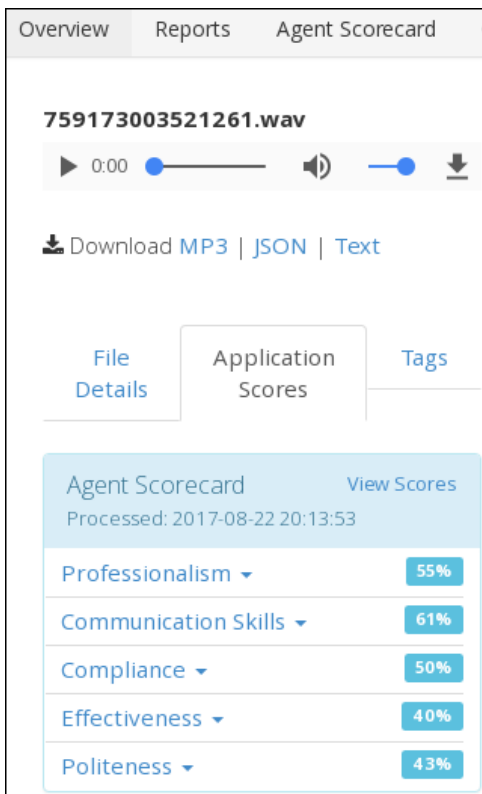 Overview Reports Agent Scorecard
759173003521261.wav
0:00
Download MP3 | JSON | Text
File Details
Application Scores
Tags
Agent Scorecard View Scores
Processed: 2017-08-22 20:13:53
Professionalism 55%
Communication Skills 61%
Compliance 50%
Effectiveness 40%
Politeness 43%